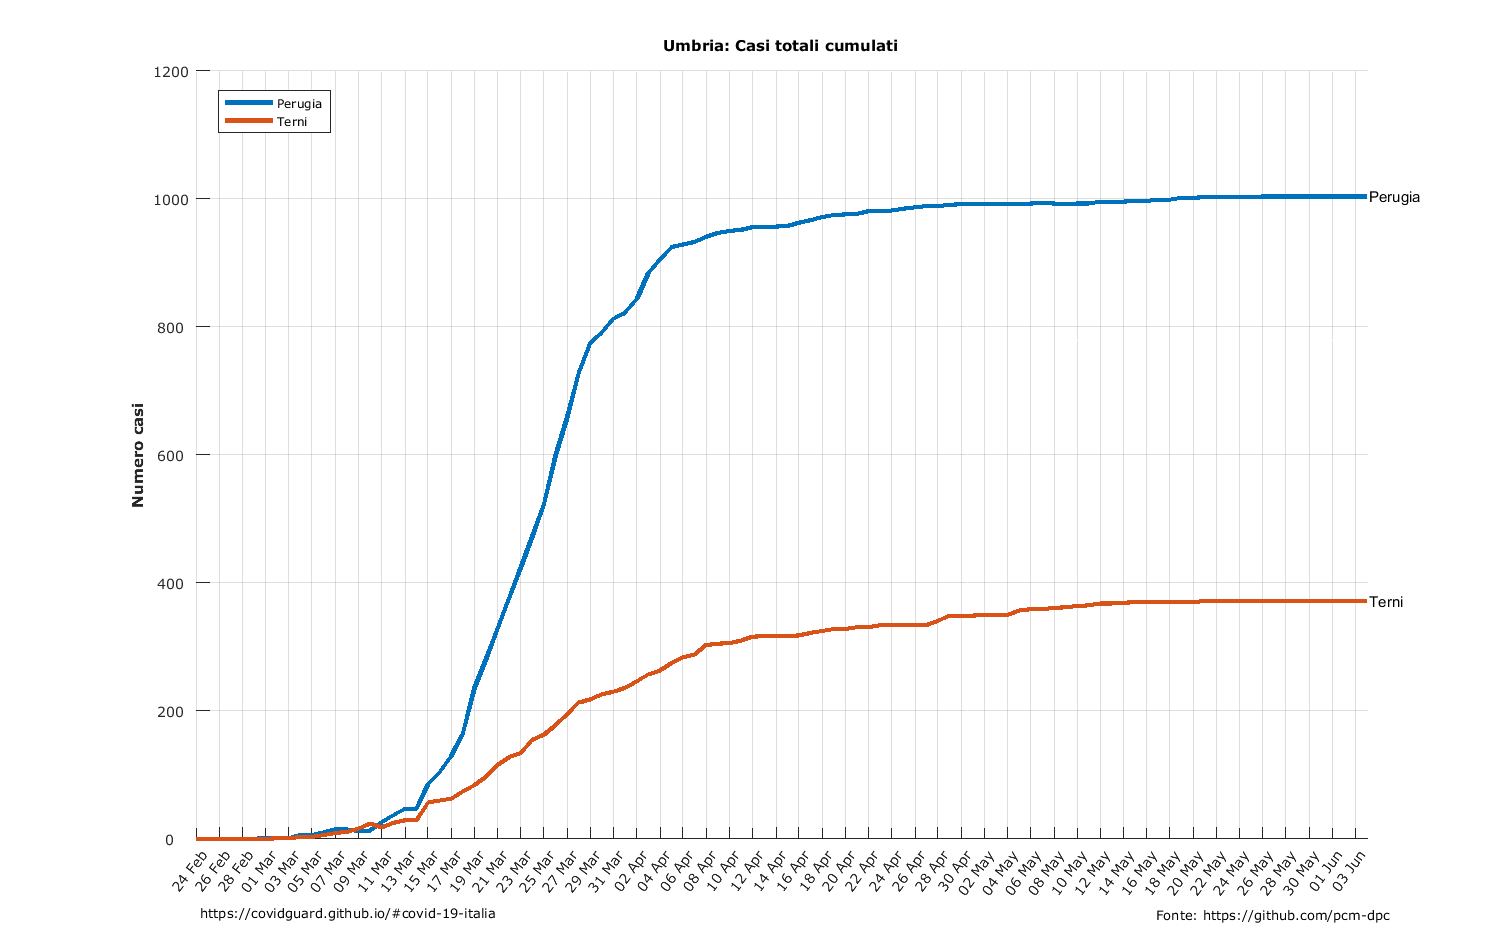 Umbria: Casi totali cumulati
1200
1000
800
600
400
200
0
Numero casi
Perugia
Terni
Perugia
Terni
24 Feb
26 Feb
28 Feb
01 Mar
03 Mar
05 Mar
07 Mar
09 Mar
11 Mar
13 Mar
15 Mar
17 Mar
19 Mar
21 Mar
23 Mar
25 Mar
27 Mar
29 Mar
31 Mar
02 Apr
04 Apr
06 Apr
08 Apr
10 Apr
12 Apr
14 Apr
16 Apr
18 Apr
20 Apr
22 Apr
24 Apr
26 Apr
28 Apr
30 Apr
02 May
04 May
06 May
08 May
10 May
12 May
14 May
16 May
18 May
20 May
22 May
24 May
26 May
28 May
30 May
01 Jun
03 Jun
https://covidguard.github.io/#covid-19-italia
Fonte: https://github.com/pcm-dpc